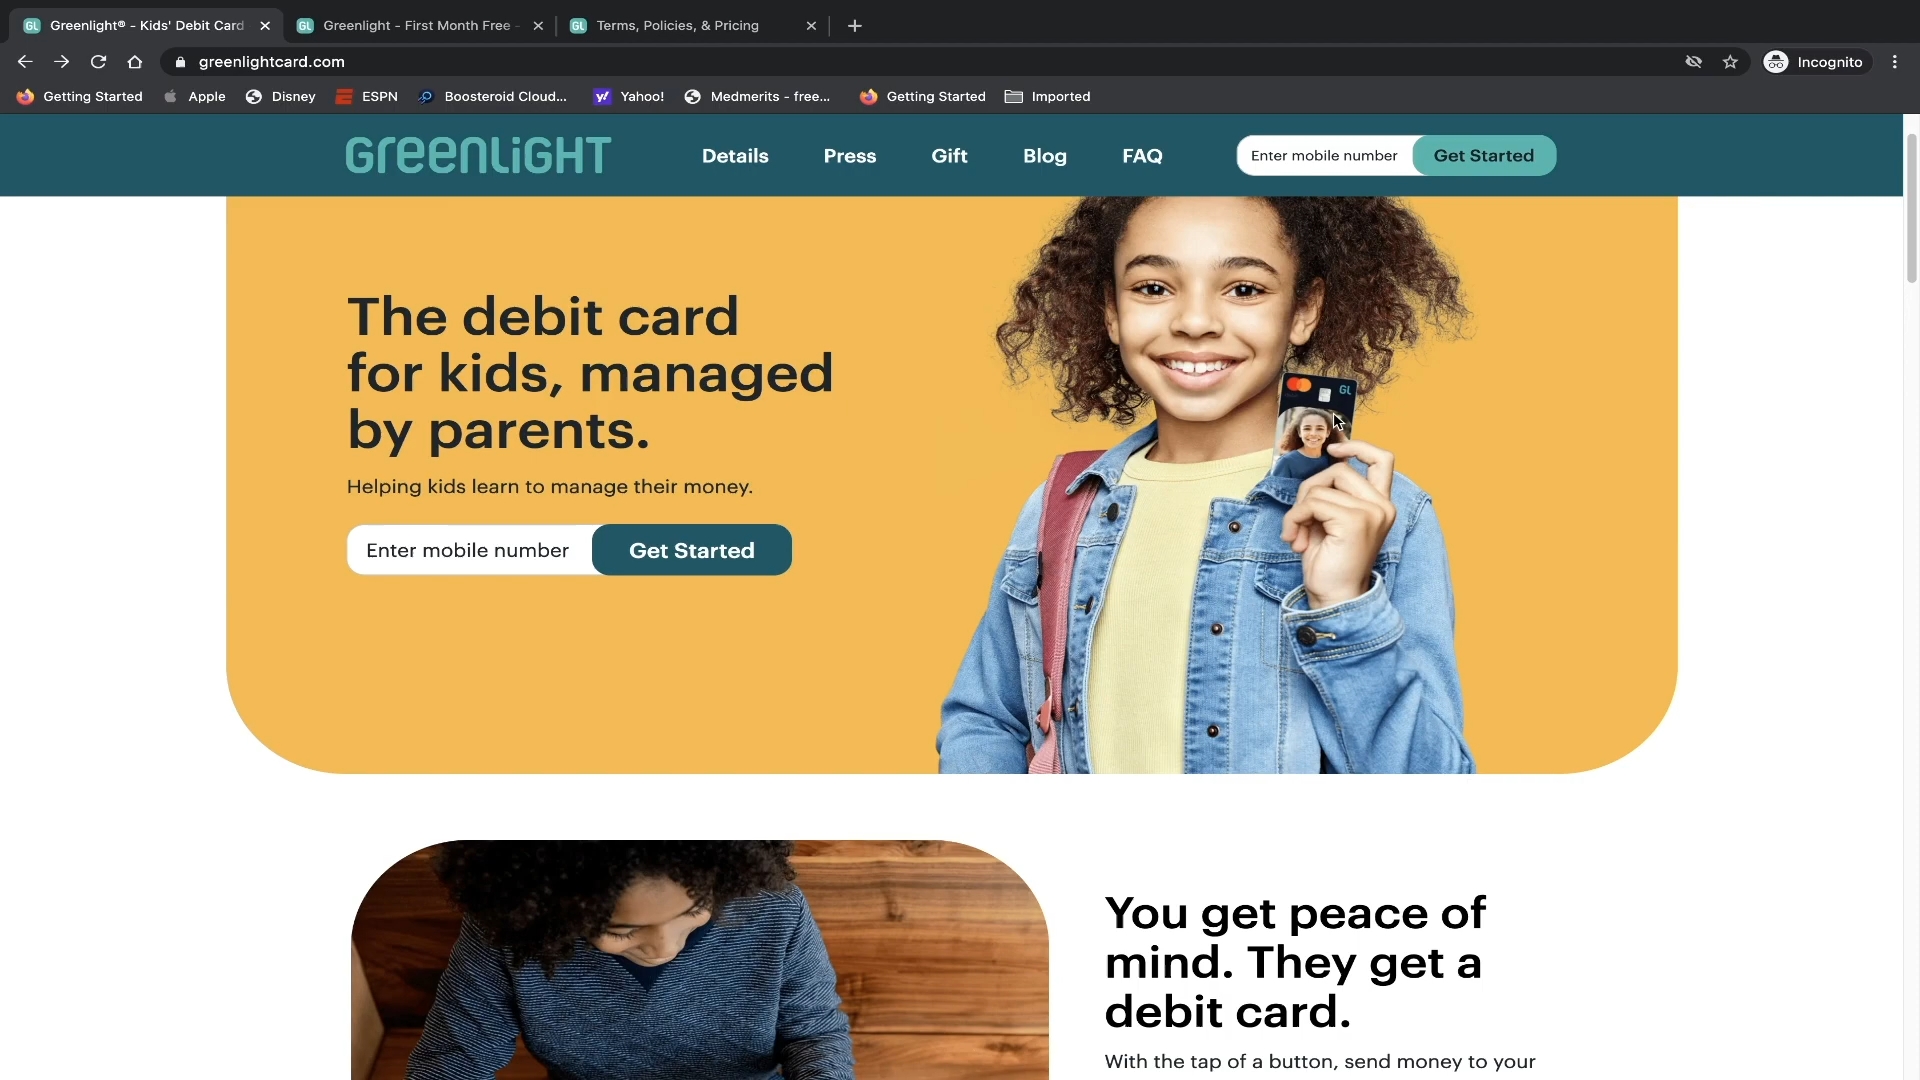 GL Greenlight® - Kids' Debit Card
GL Greenlight - First Month Free -
GL Terms, Policies, & Pricing
greenlightcard.com
Incognito
Getting Started
Apple
Disney
ESPN
Boosteroid Cloud...
y! Yahoo!
Medmerits - free...
Getting Started
Imported
GREENLIGHT
Details
Press
Gift
Blog
FAQ
Enter mobile number
Get Started
The debit card
for kids, managed
by parents.
Helping kids learn to manage their money.
Enter mobile number
Get Started
GL
You get peace of
mind. They get a
debit card.
With the tap of a button, send money to your